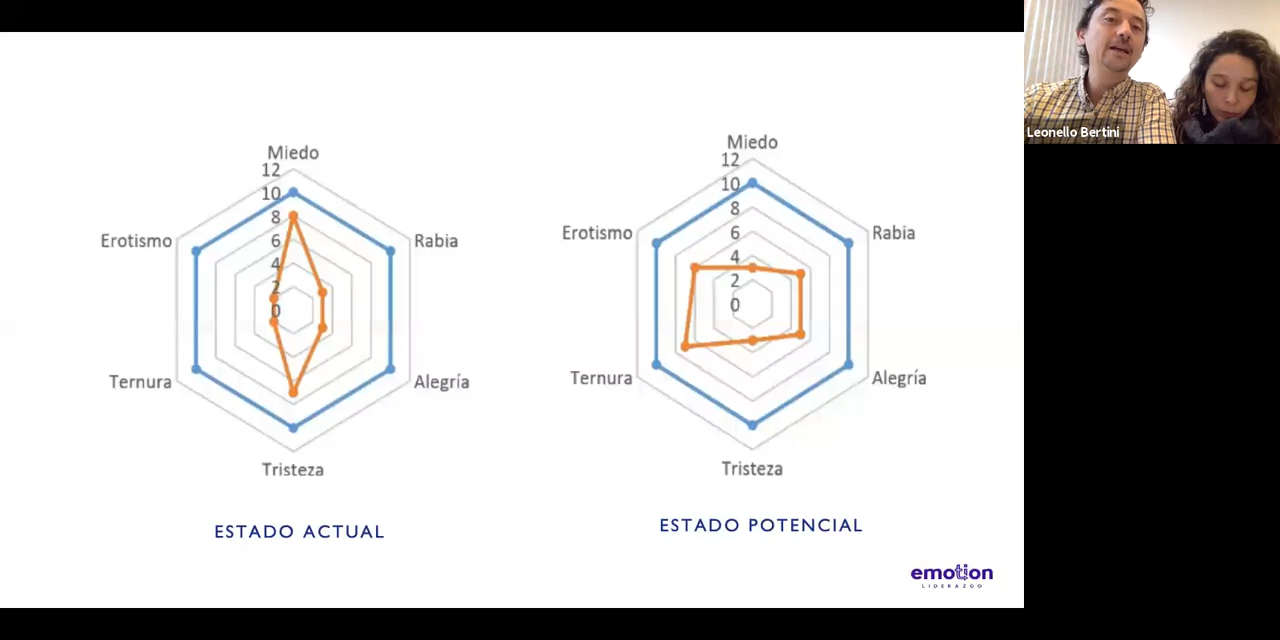 Miedo
12
10
8
6
4
2
0
Erotismo
Rabia
Ternura
Alegría
Tristeza
ESTADO ACTUAL
Miedo
12
10
8
6
4
2
0
Erotismo
Rabia
Ternura
Alegría
Tristeza
ESTADO POTENCIAL
emotion
LIDERAZGO
Leonello Bertini